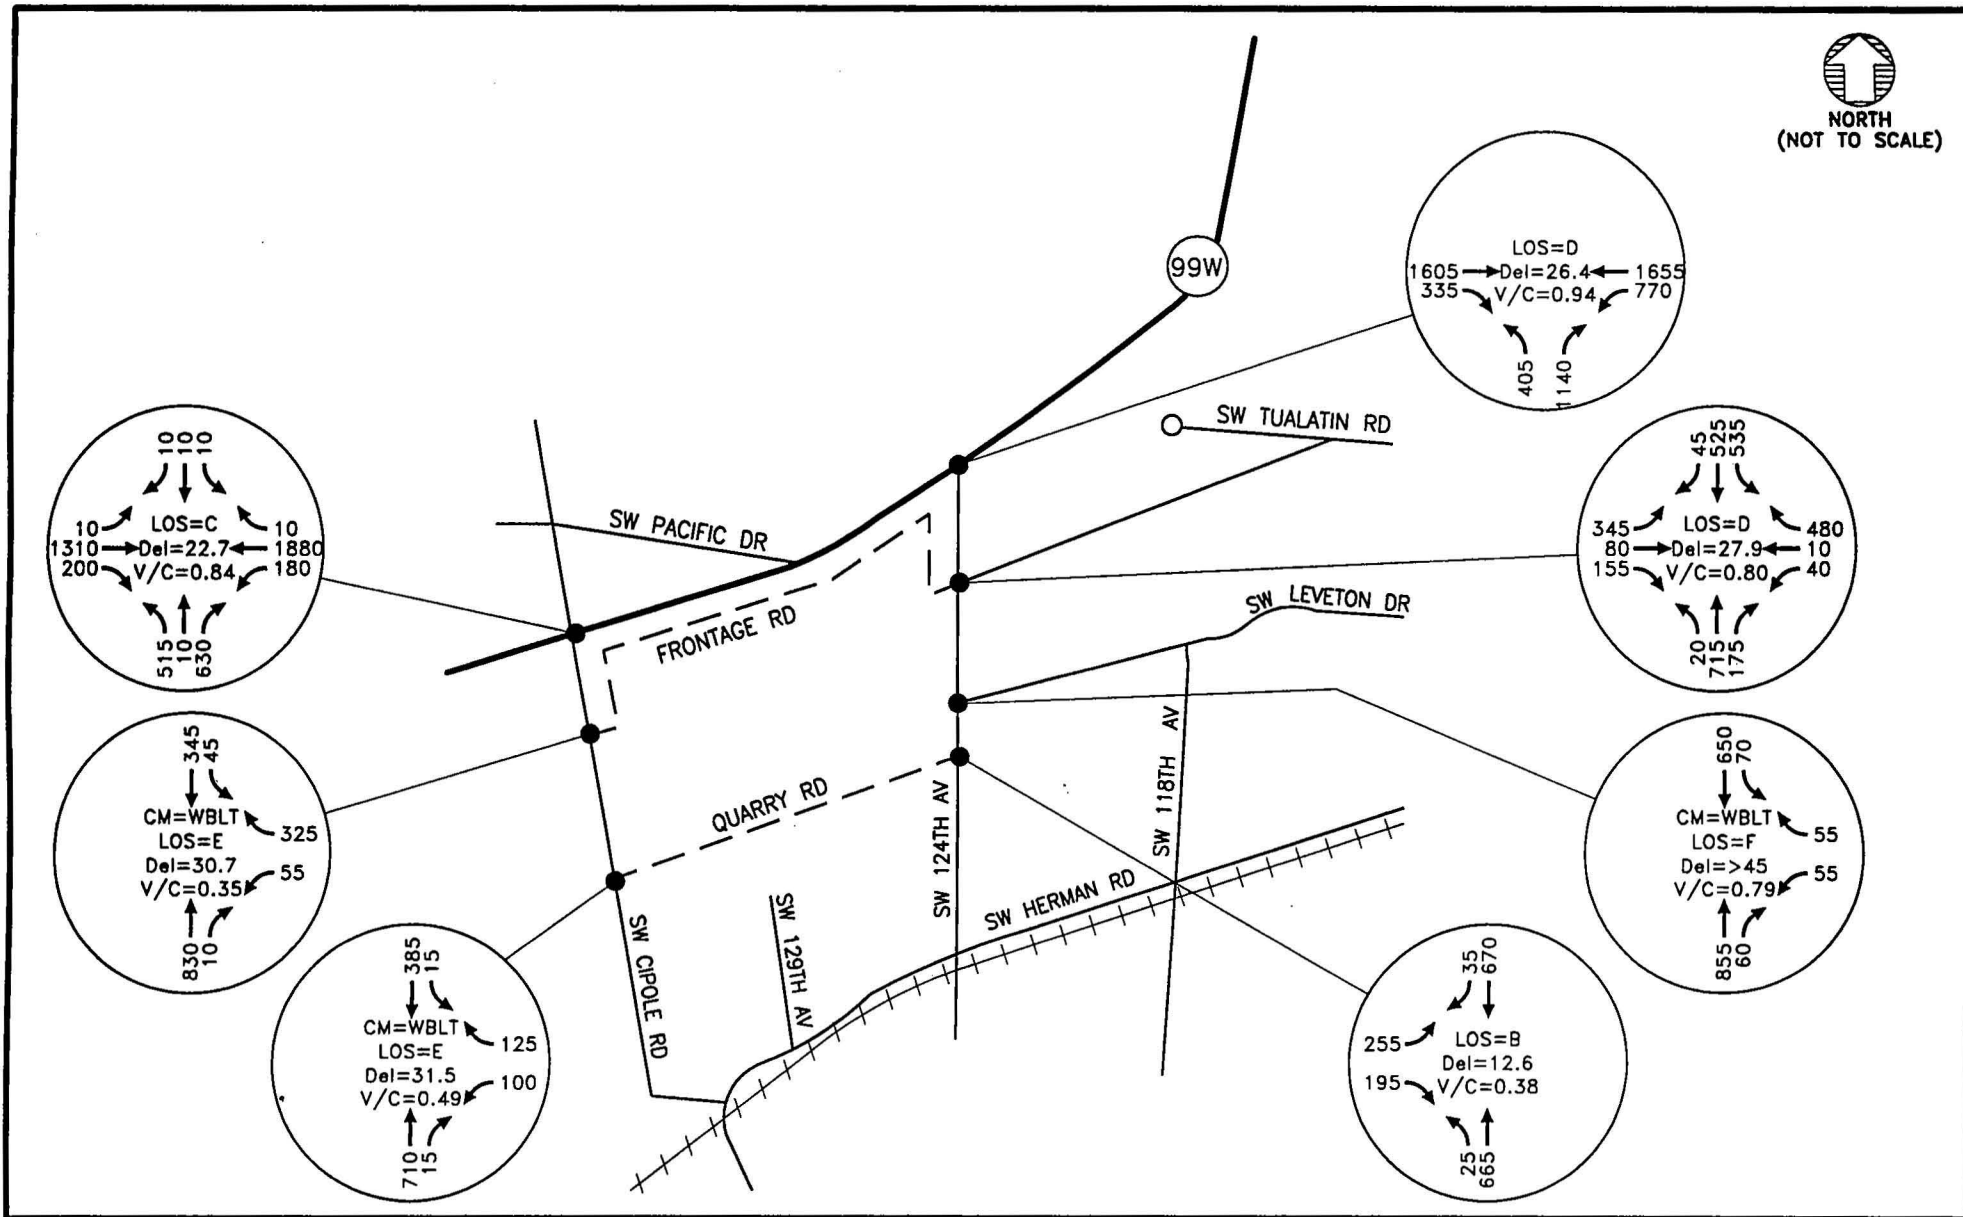 NORTH
(NOT TO SCALE)
99W
LOS=D
1605 Del=26.4 1655
335 V/C=0.94 770
405 1140
SW TUALATIN RD
SW PACIFIC DR
FRONTAGE RD
SW LEVETON DR
QUARRY RD
SW 124TH AV
SW 118TH AV
SW HERMAN RD
SW 129TH AV
SW CIPOLE RD
10 10 10
10 LOS=C 10
1310 Del=22.7 1880
200 V/C=0.84 180
515 10 630
45 525 535
345 LOS=D 480
80 Del=27.9 10
155 V/C=0.80 40
20 715 175
345 45
CM=WBLT
325
LOS=E
Del=30.7
55
V/C=0.35
830 10
650 70
CM=WBLT
55
LOS=F
Del=>45
55
V/C=0.79
855 60
385 15
CM=WBLT
125
LOS=E
Del=31.5
100
V/C=0.49
710 15
35 670
255 LOS=B
Del=12.6
195 V/C=0.38
25 665